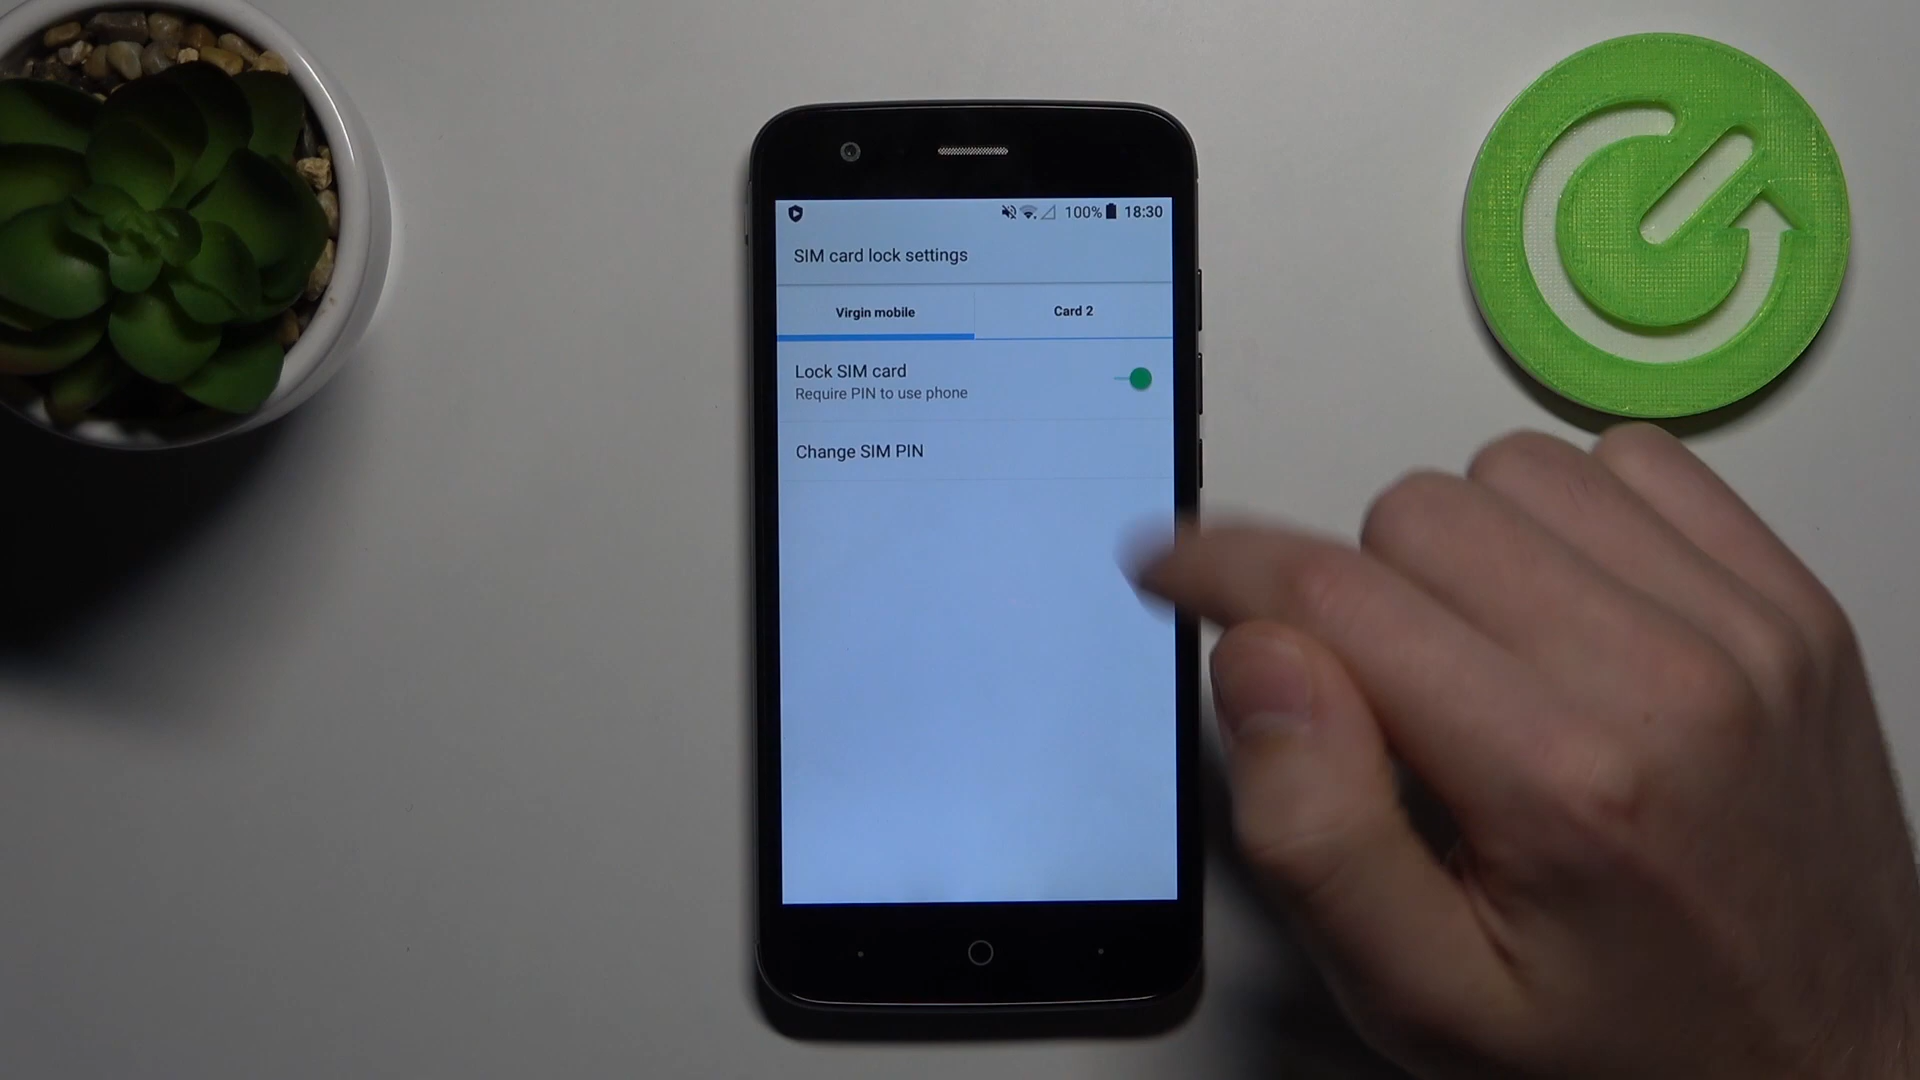 100% 18:30
SIM card lock settings
Virgin mobile Card 2
Lock SIM card
Require PIN to use phone
Change SIM PIN